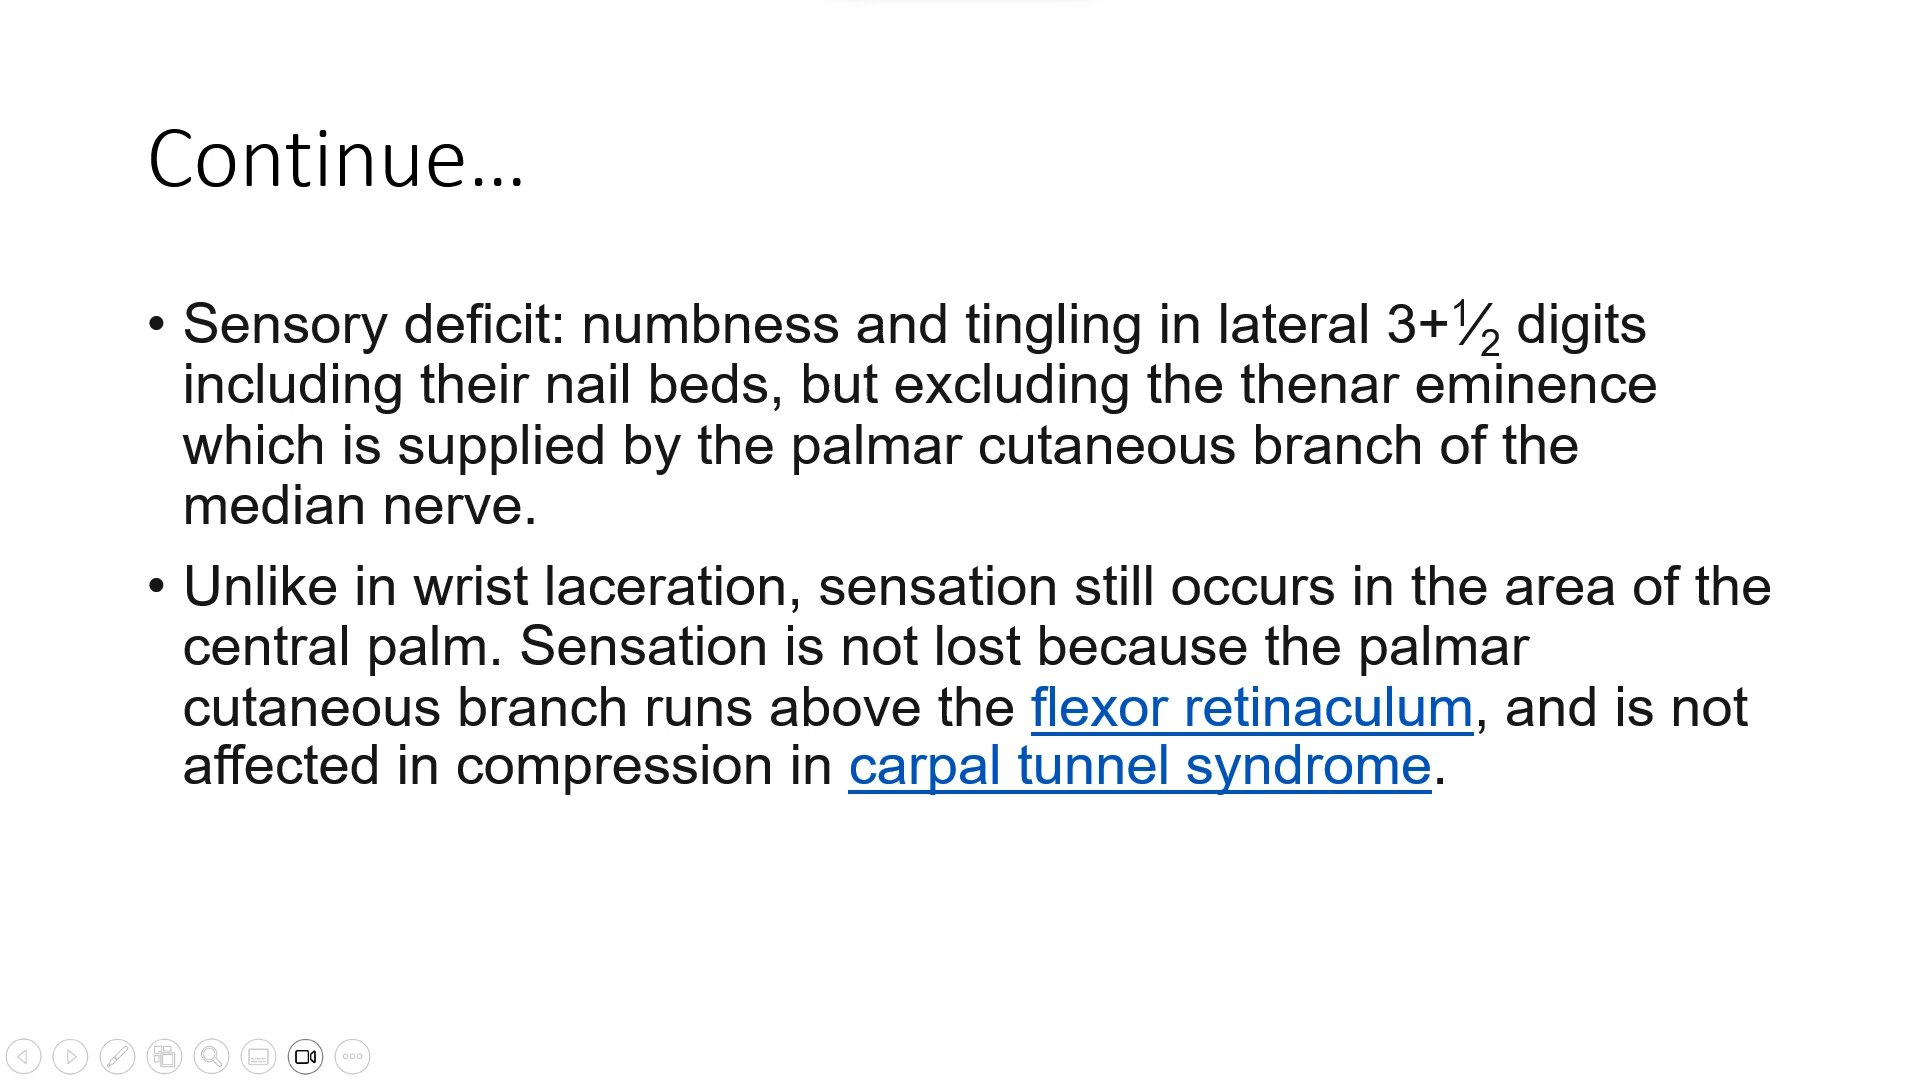 Continue...
• Sensory deficit: numbness and tingling in lateral 3+½ digits
including their nail beds, but excluding the thenar eminence
which is supplied by the palmar cutaneous branch of the
median nerve.
• Unlike in wrist laceration, sensation still occurs in the area of the
central palm. Sensation is not lost because the palmar
cutaneous branch runs above the flexor retinaculum, and is not
affected in compression in carpal tunnel syndrome.